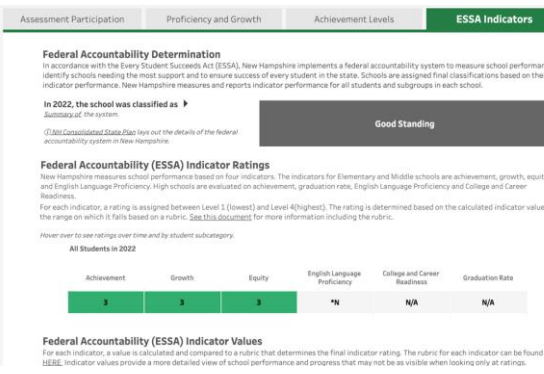 Assessment Participation Proficiency and Growth Achievement Levels ESSA Indicators
Federal Accountability Determination
In accordance with the Every Student Succeeds Act (ESSA), New Hampshire implements a federal accountability system to measure school performan
identify schools needing the most support and to ensure success of every student in the state. Schools are assigned final classifications based on the
indicator performance. New Hampshire measures and reports indicator performance for all students and subgroups in each school.
In 2022, the school was classified as ▶
Summary of the system.
Good Standing
ⓘ NH Consolidated State Plan lays out the details of the federal
accountability system in New Hampshire.
Federal Accountability (ESSA) Indicator Ratings
New Hampshire measures school performance based on four indicators. The indicators for Elementary and Middle schools are achievement, growth, equit
and English Language Proficiency. High schools are evaluated on achievement, graduation rate, English Language Proficiency and College and Career
Readiness.
For each indicator, a rating is assigned between Level 1 (lowest) and Level 4(highest). The rating is determined based on the calculated indicator value
the range on which it falls based on a rubric. See this document for more information including the rubric.
Hover over to see ratings over time and by student subcategory.
All Students in 2022
Achievement Growth Equity English Language Proficiency College and Career Readiness Graduation Rate
3 3 3 *N N/A N/A
Federal Accountability (ESSA) Indicator Values
For each indicator, a value is calculated and compared to a rubric that determines the final indicator rating. The rubric for each indicator can be found
HERE Indicator values provide a more detailed view of school performance and progress that may not be as visible when looking only at ratings.